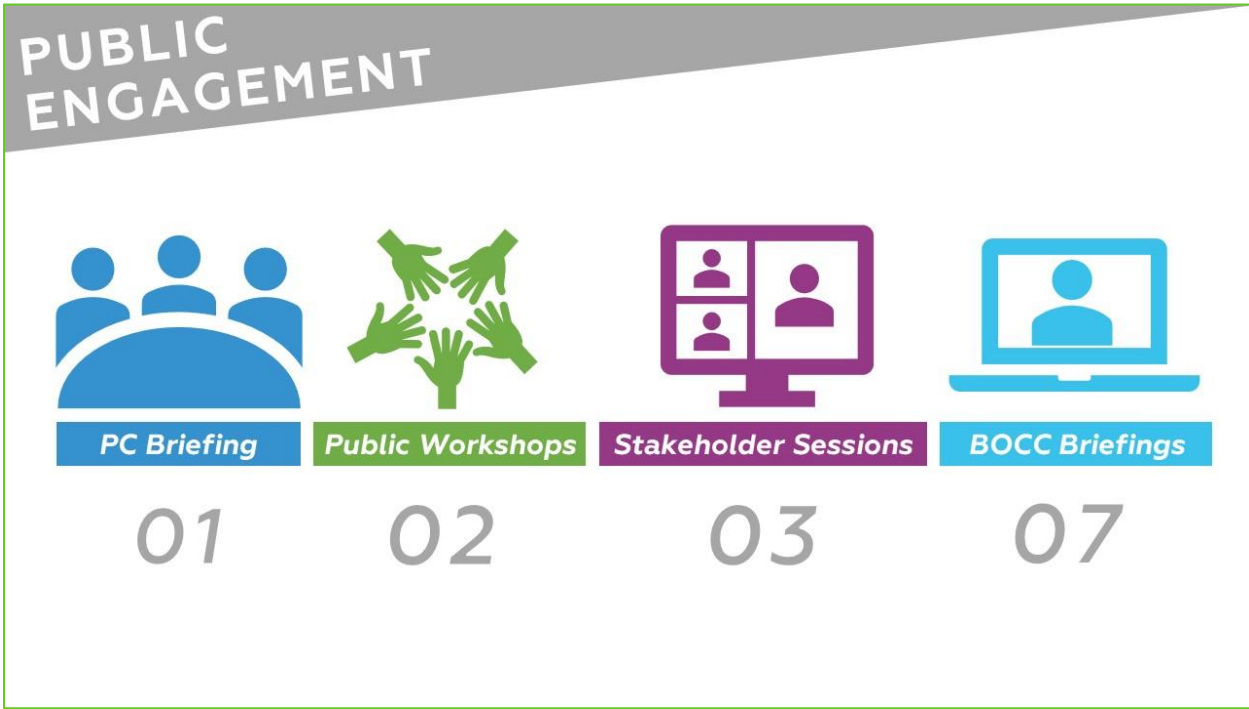 PUBLIC
ENGAGEMENT
PC Briefing
Public Workshops
Stakeholder Sessions
BOCC Briefings
01
02
03
07